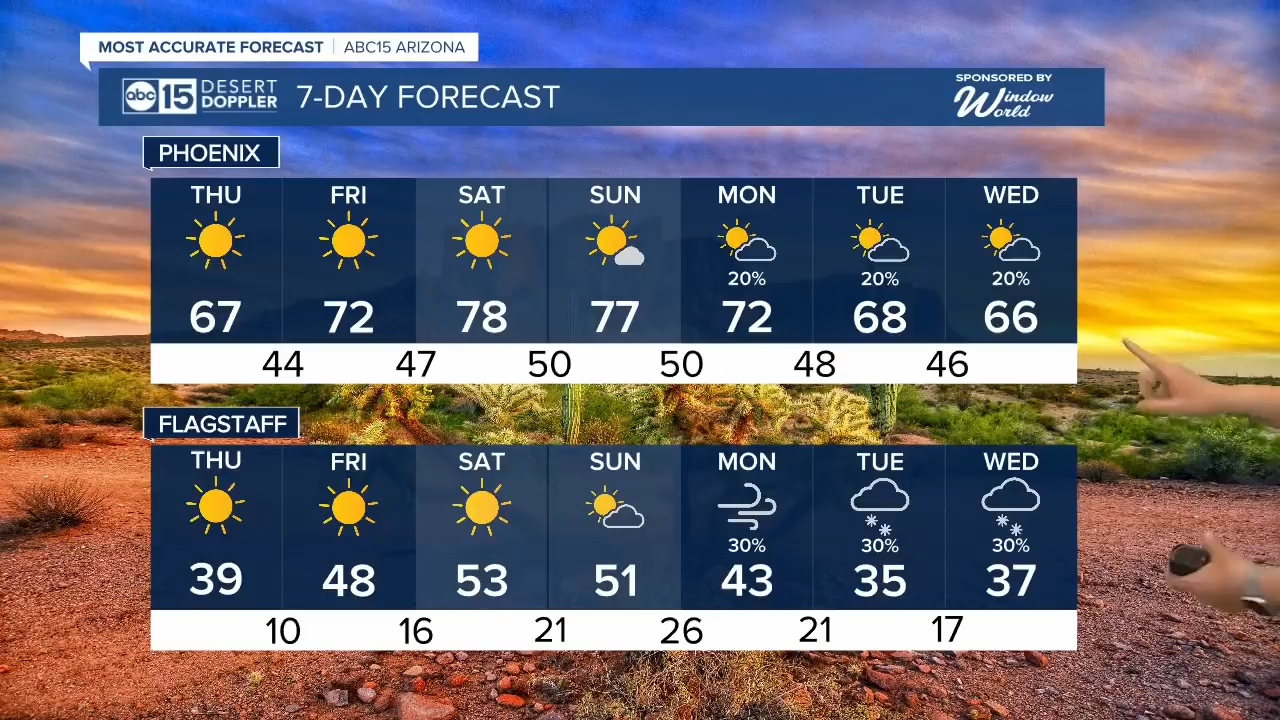 MOST ACCURATE FORECAST | ABC15 ARIZONA
abc 15 DESERT DOPPLER 7-DAY FORECAST
SPONSORED BY
Window World
PHOENIX
THU FRI SAT SUN MON TUE WED
20% 20% 20%
67 72 78 77 72 68 66
44 47 50 50 48 46
FLAGSTAFF
THU FRI SAT SUN MON TUE WED
30% 30% 30%
39 48 53 51 43 35 37
10 16 21 26 21 17